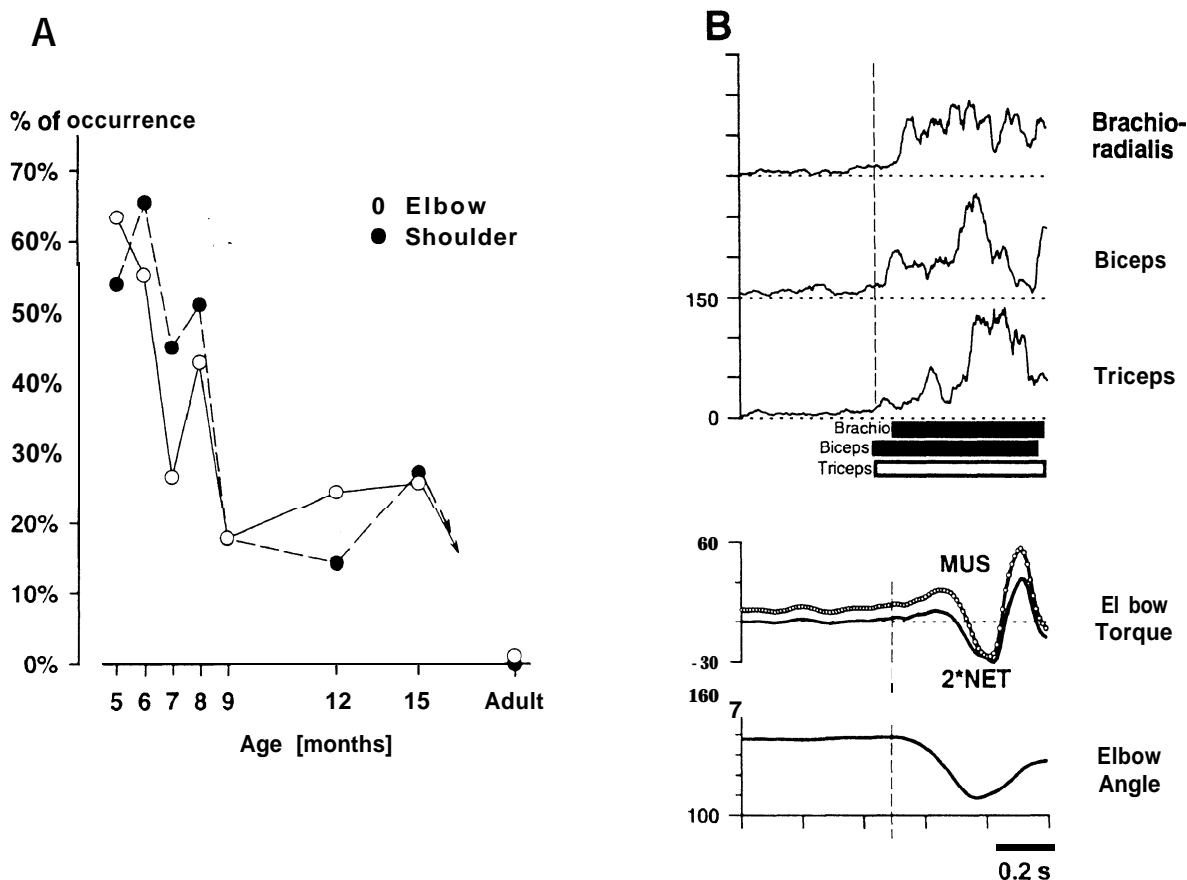 A
% of occurrence
70%
60%
50%
40%
30%
20%
10%
0%
0 Elbow
● Shoulder
5 6 7 8 9 12 15 Adult
Age [months]
B
Brachio-
radialis
Biceps
150
Triceps
0
Brachio
Biceps
Triceps
60
MUS
El bow
Torque
-30
2*NET
160
7
Elbow
Angle
100
0.2 s